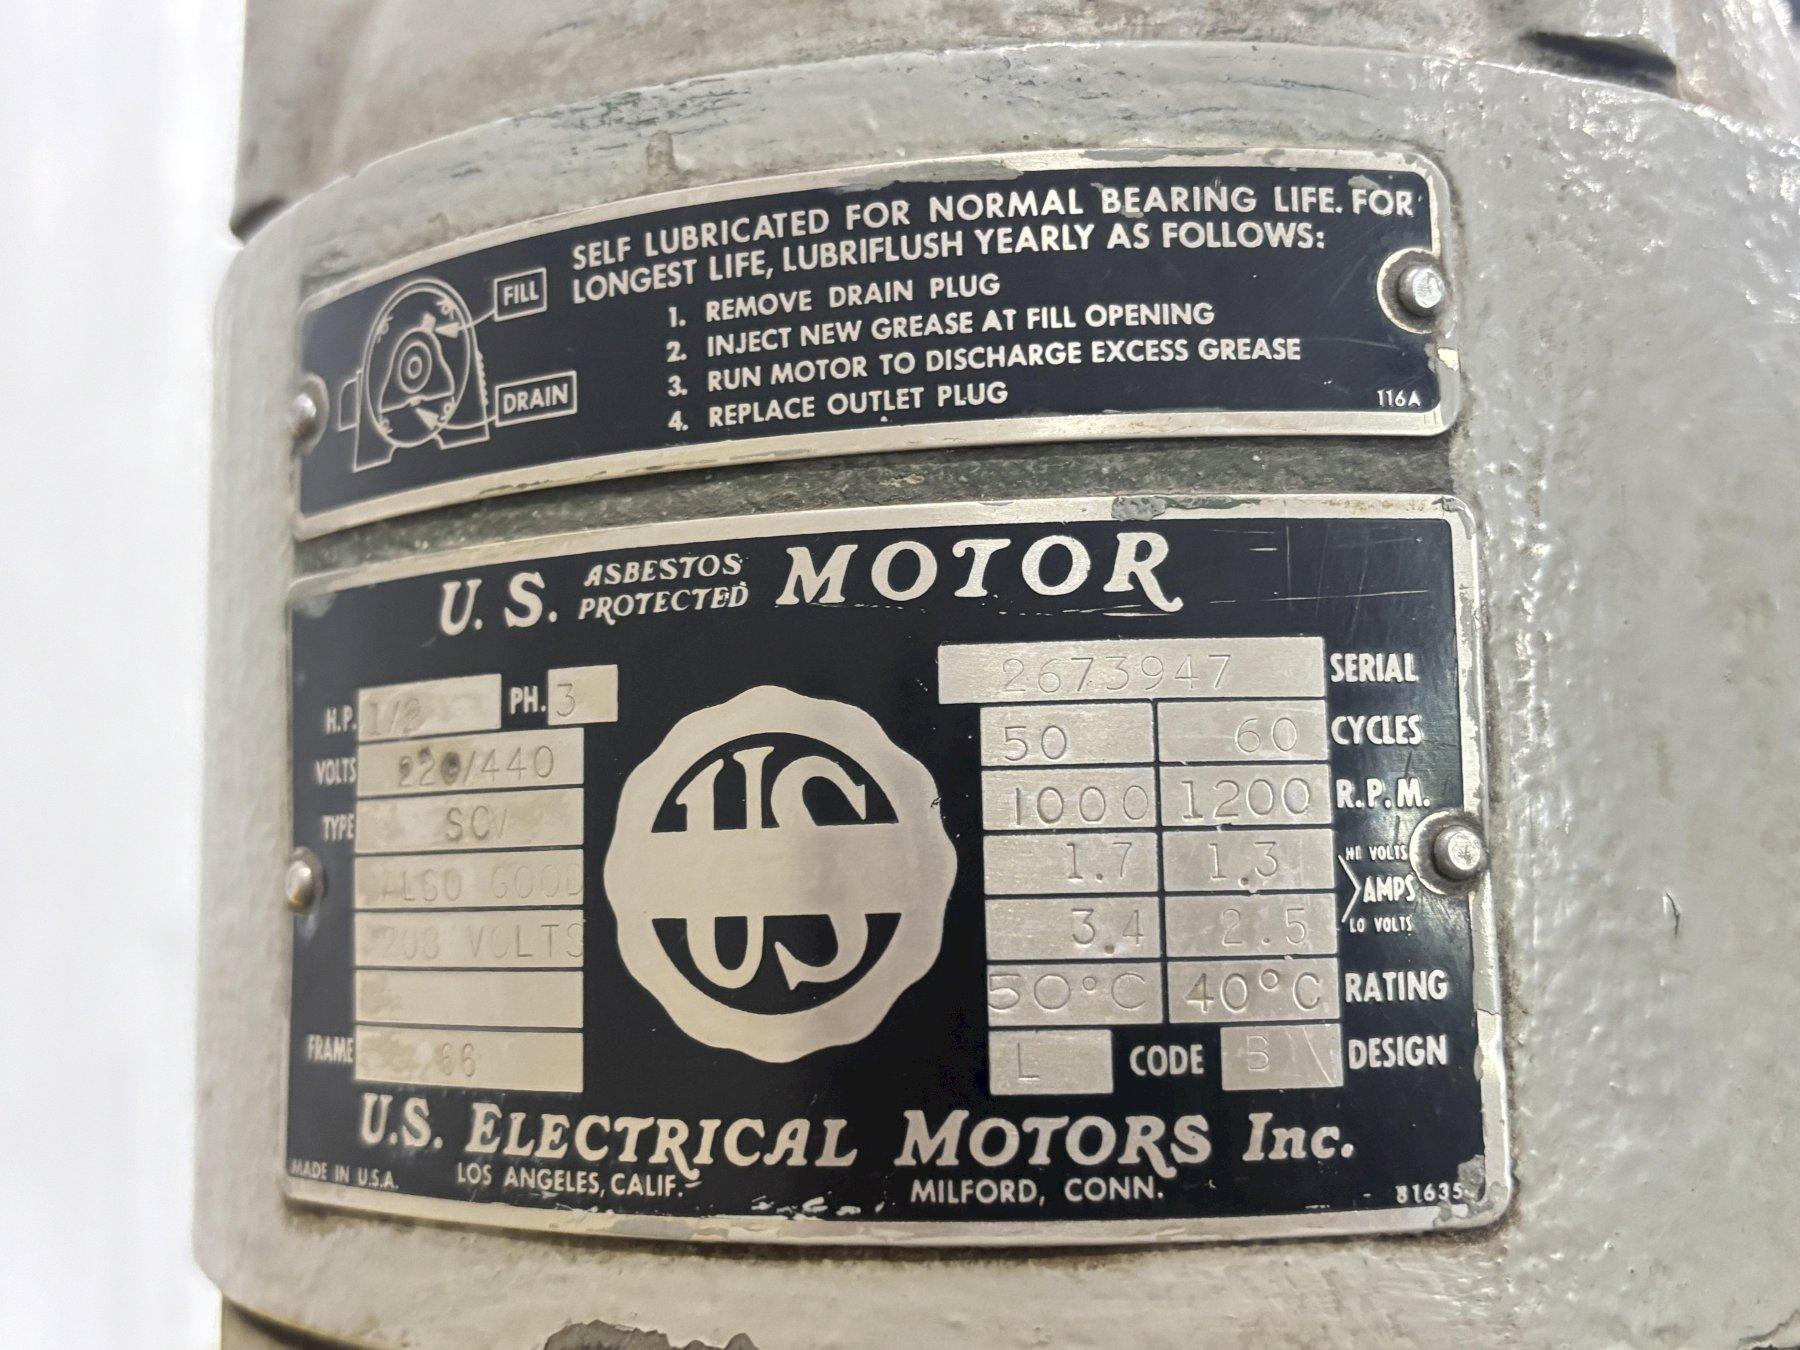 SELF LUBRICATED FOR NORMAL BEARING LIFE. FOR
LONGEST LIFE, LUBRIFLUSH YEARLY AS FOLLOWS:
FILL
DRAIN
1. REMOVE DRAIN PLUG
2. INJECT NEW GREASE AT FILL OPENING
3. RUN MOTOR TO DISCHARGE EXCESS GREASE
4. REPLACE OUTLET PLUG
116A
U.S. ASBESTOS PROTECTED MOTOR
H.P. 1/2 PH. 3
VOLTS 220/440
TYPE SC
ALSO GOOD
208 VOLTS
FRAME 66
US
2673947 SERIAL
50 60 CYCLES
1000 1200 R.P.M.
1.7 1.3 HI VOLTS
AMPS
3.4 2.5 LO VOLTS
50°C 40°C RATING
L CODE B DESIGN
U.S. ELECTRICAL MOTORS Inc.
MADE IN U.S.A. LOS ANGELES, CALIF. MILFORD, CONN. 81635